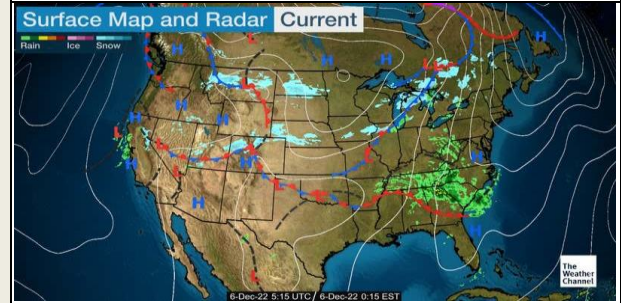 Surface Map and Radar Current
Rain Ice Snow
H
L
H
H
H
L
L
L
H
H
H
L
H
L
L
L
H
H
L
L
L
H
L
H
L
The
Weather
Channel
6-Dec-22 5:15 UTC / 6-Dec-22 0:15 EST